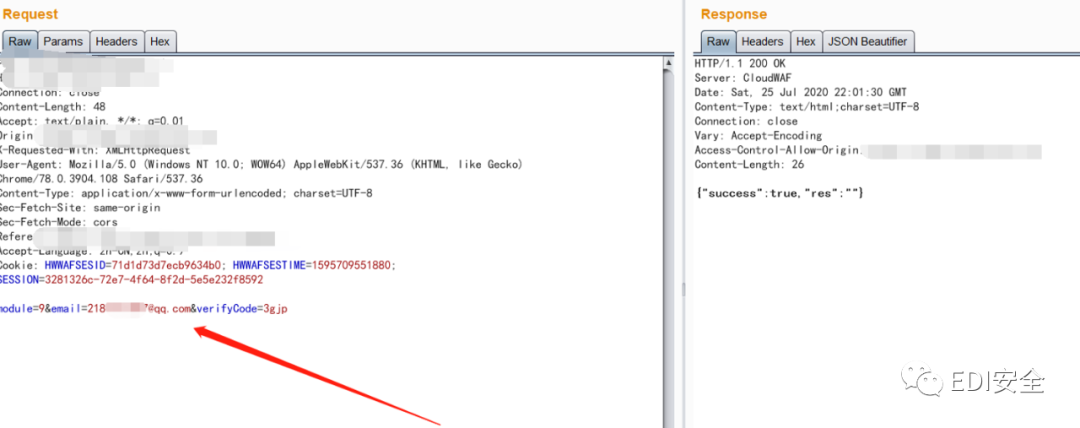 Request
Raw Params Headers Hex
Connection: close
Content-Length: 48
Accept: text/plain, */*; q=0.01
Origin
X-Requested-With: XMLHttpRequest
User-Agent: Mozilla/5.0 (Windows NT 10.0; WOW64) AppleWebKit/537.36 (KHTML, like Gecko)
Chrome/78.0.3904.108 Safari/537.36
Content-Type: application/x-www-form-urlencoded; charset=UTF-8
Sec-Fetch-Site: same-origin
Sec-Fetch-Mode: cors
Refere
Accept-Language: zh-CN,zh;q=0.7
Cookie: HWWAFSESID=71d1d73d7ecb9634b0; HWWAFSESTIME=1595709551880;
SESSION=3281326c-72e7-4f64-8f2d-5e5e232f8592
module=9&email=218 7@qq.com&verifyCode=3gjp
Response
Raw Headers Hex JSON Beautifier
HTTP/1.1 200 OK
Server: CloudWAF
Date: Sat, 25 Jul 2020 22:01:30 GMT
Content-Type: text/html;charset=UTF-8
Connection: close
Vary: Accept-Encoding
Access-Control-Allow-Origin:
Content-Length: 26
{"success":true,"res":""}
EDI安全